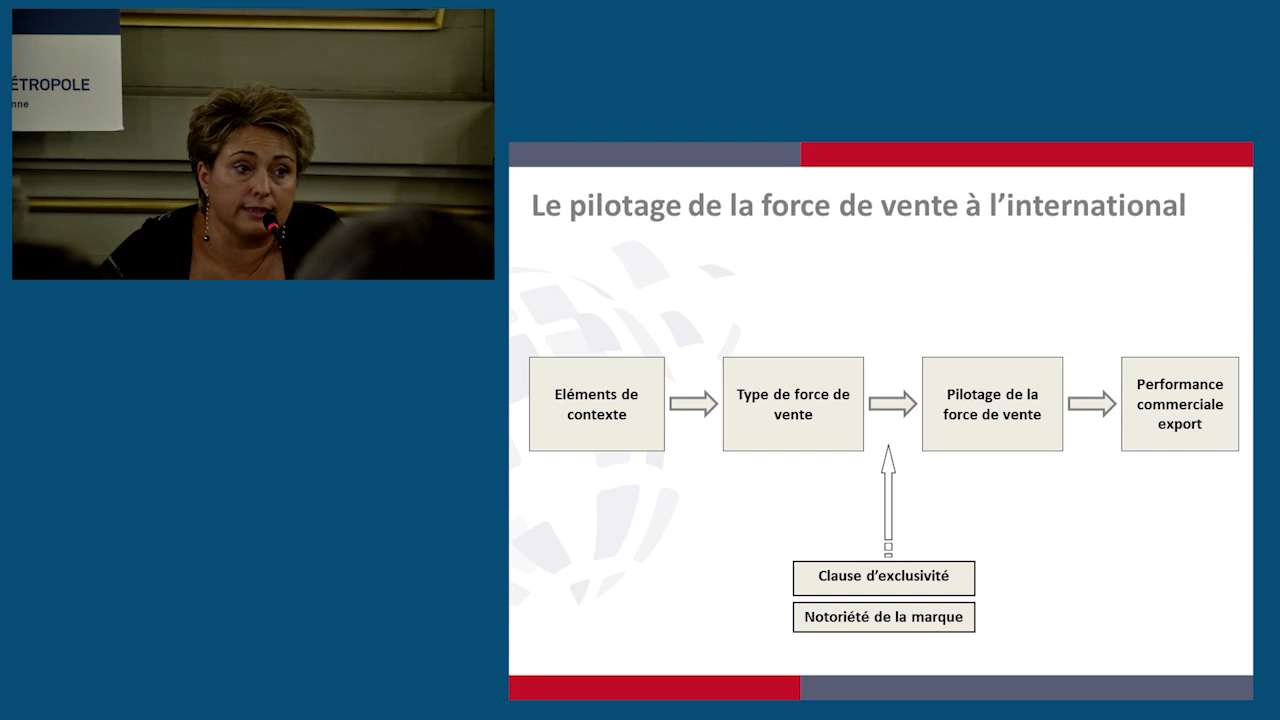 ÉTROPOLE
nne
Le pilotage de la force de vente à l’international
Eléments de
contexte
Type de force de
vente
Pilotage de la
force de vente
Performance
commerciale
export
Clause d’exclusivité
Notoriété de la marque